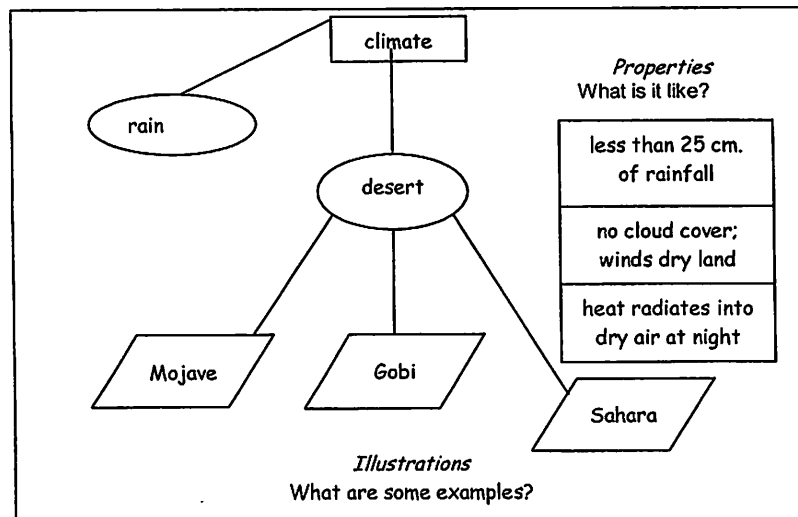 climate
Properties
What is it like?
rain
less than 25 cm.
of rainfall
desert
no cloud cover;
winds dry land
heat radiates into
dry air at night
Mojave
Gobi
Sahara
Illustrations
What are some examples?